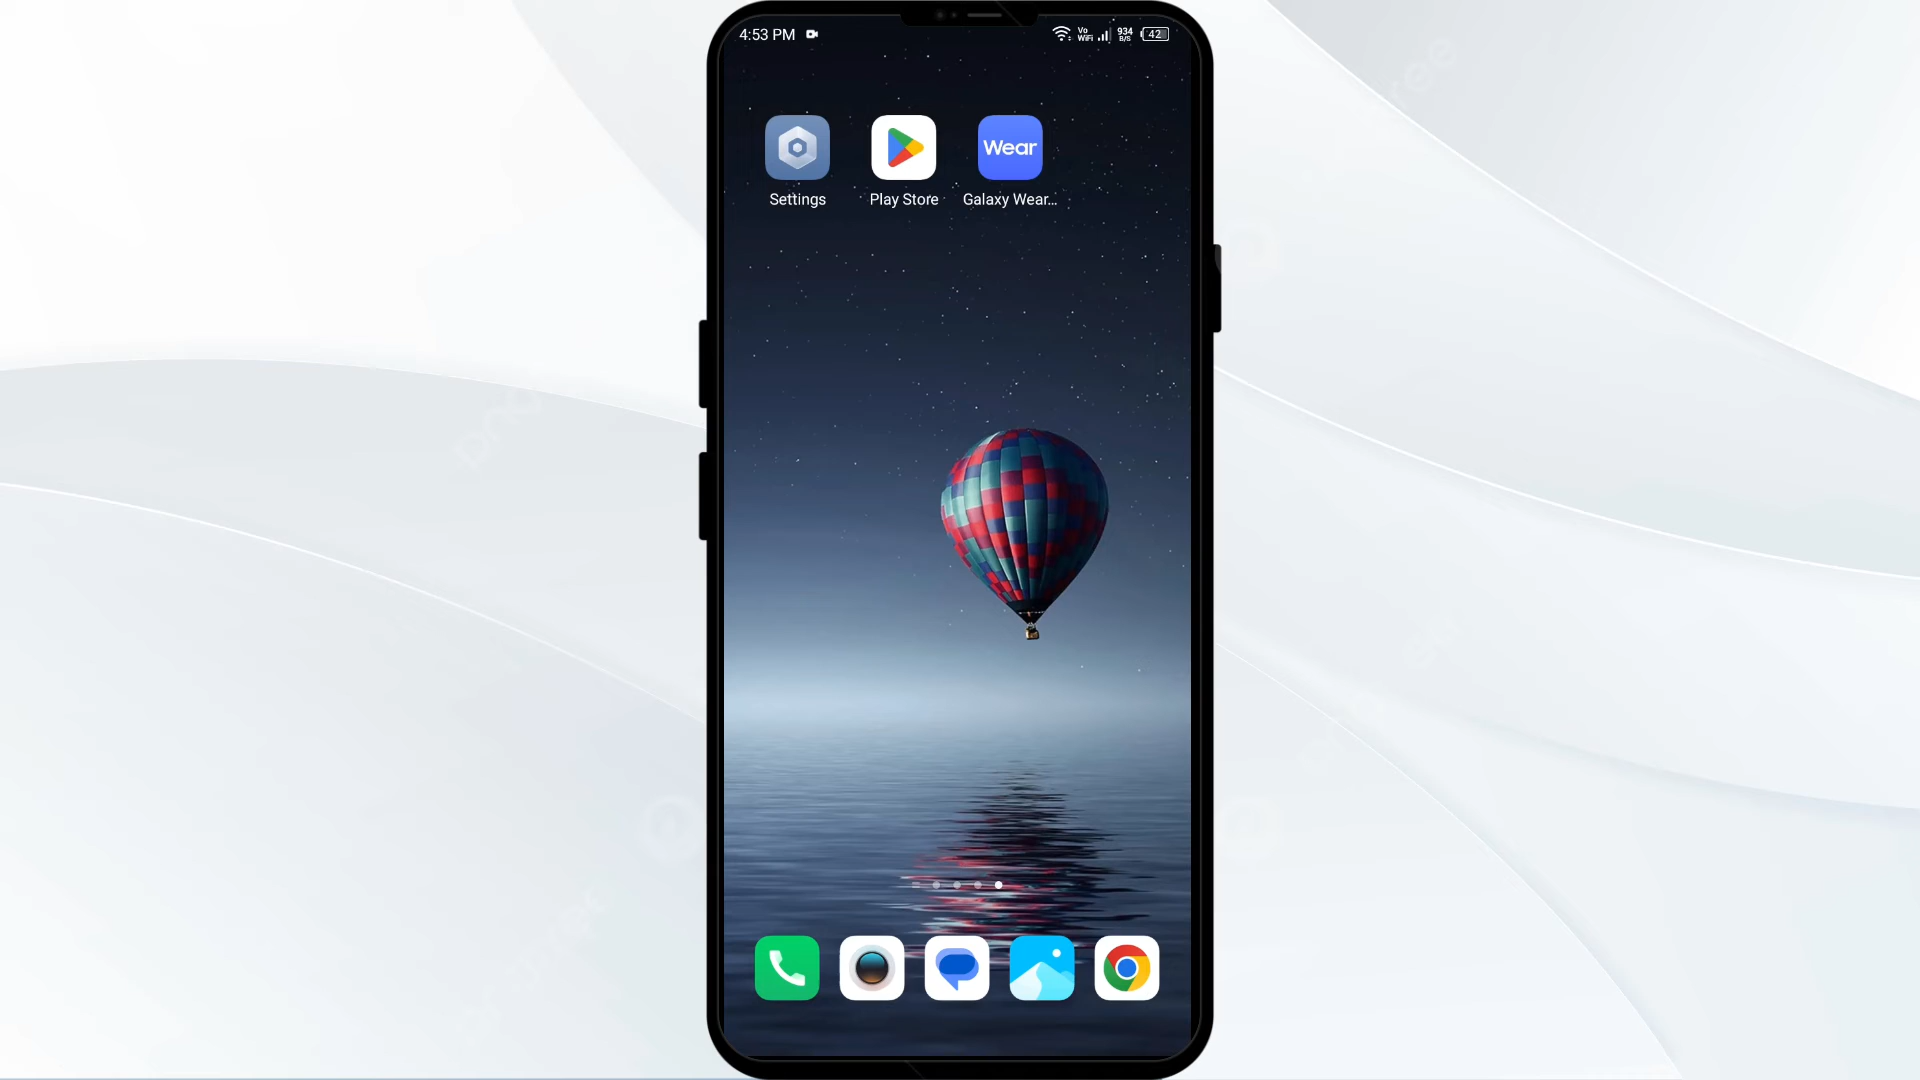 4:53 PM
Vo
WiFi
934
B/S
42
Wear
Settings
Play Store
Galaxy Wear...